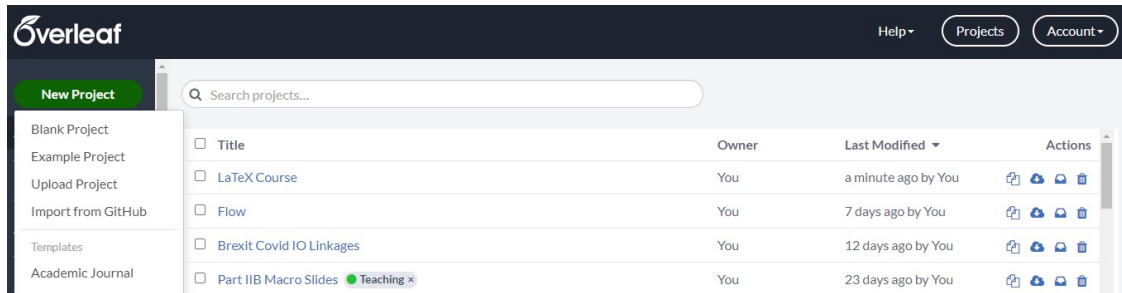 Overleaf
Help
Projects
Account
New Project
Search projects...
Blank Project
Example Project
Upload Project
Import from GitHub
Templates
Academic Journal
Title Owner Last Modified Actions
LaTeX Course You a minute ago by You
Flow You 7 days ago by You
Brexit Covid IO Linkages You 12 days ago by You
Part IIB Macro Slides Teaching × You 23 days ago by You